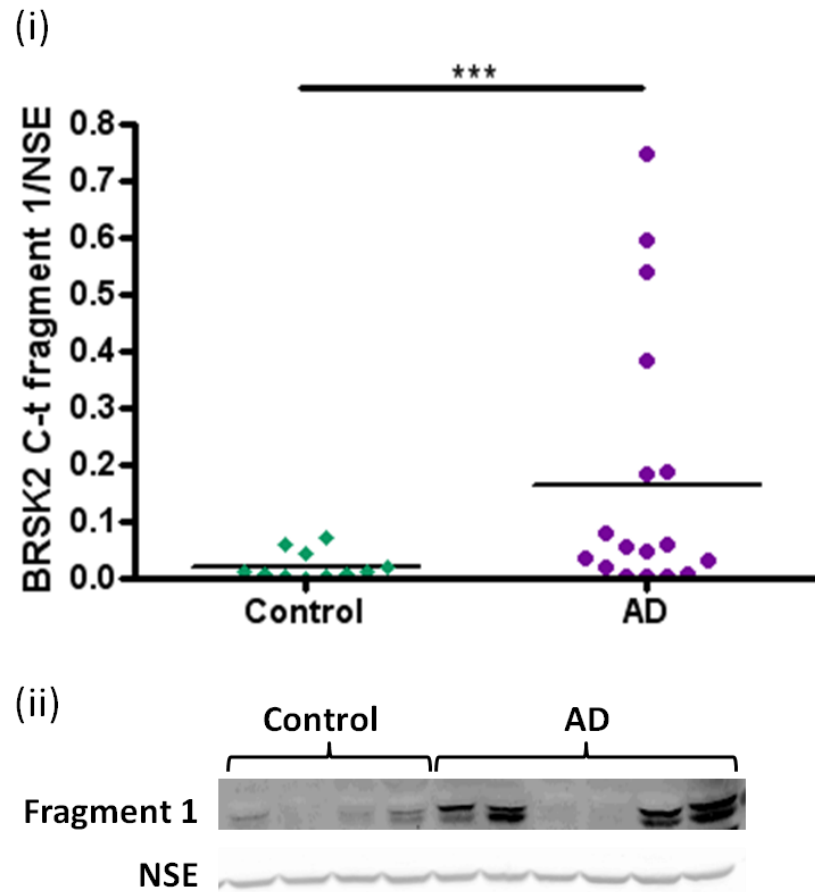 (i)
***
BRSK2 C-t fragment 1/NSE
0.8
0.7
0.6
0.5
0.4
0.3
0.2
0.1
0.0
Control AD
(ii)
Control AD
Fragment 1
NSE